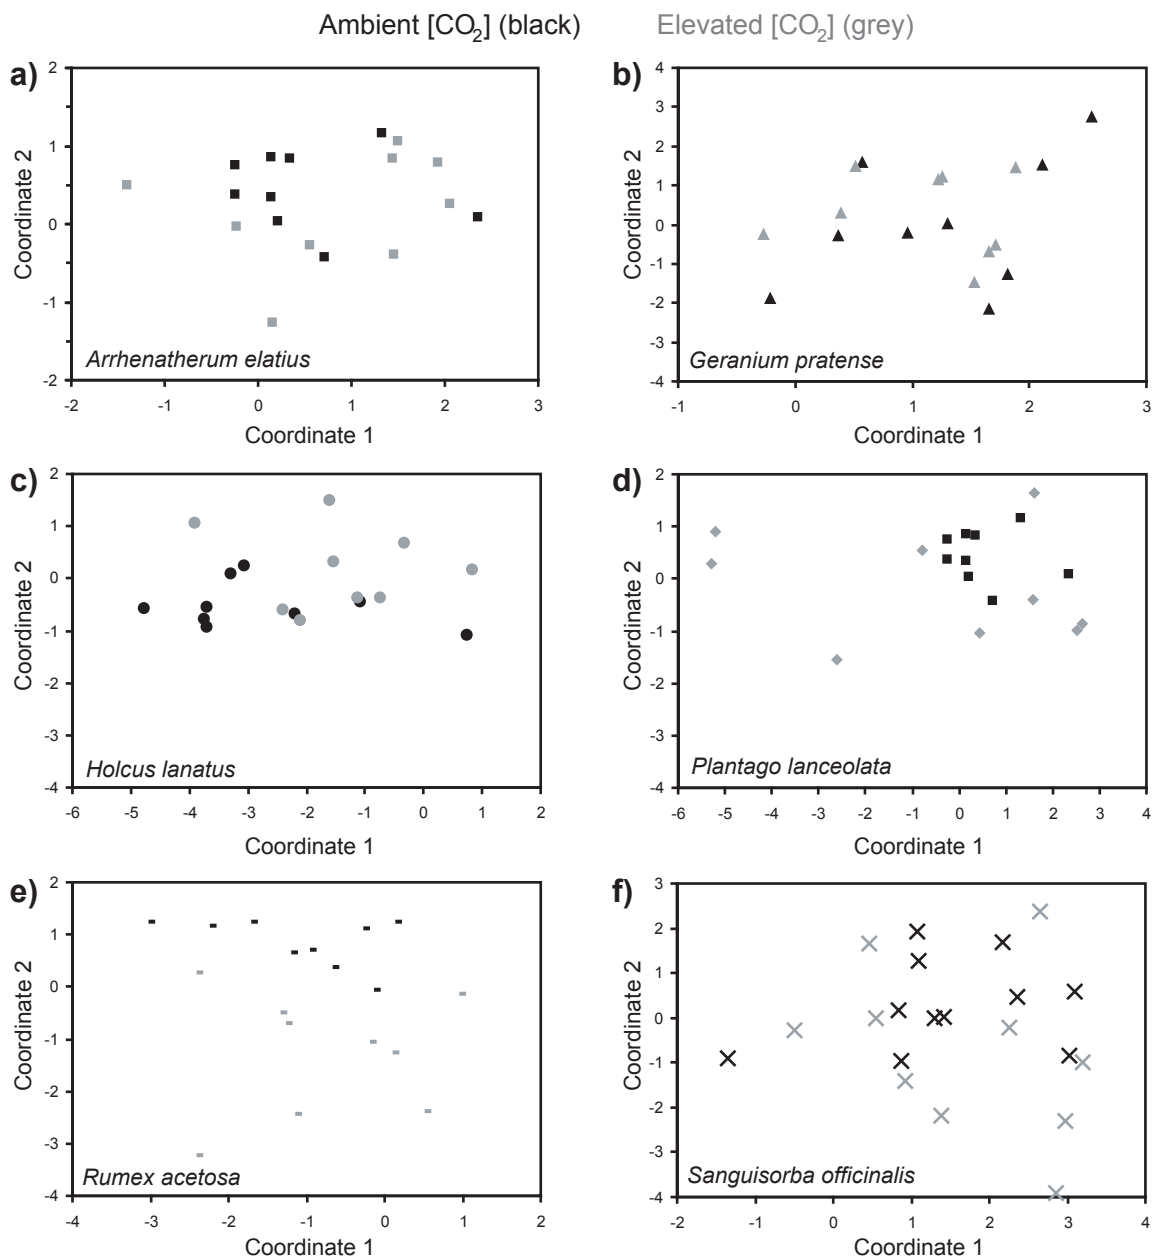 Ambient [CO2] (black) Elevated [CO2] (grey)
a)
2
1
0
-1
-2
Coordinate 2
Arrhenatherum elatius
-2 -1 0 1 2 3
Coordinate 1
b)
4
3
2
1
0
-1
-2
-3
-4
Coordinate 2
Geranium pratense
-1 0 1 2 3
Coordinate 1
c)
2
1
0
-1
-2
-3
-4
Coordinate 2
Holcus lanatus
-6 -5 -4 -3 -2 -1 0 1 2
Coordinate 1
d)
2
1
0
-1
-2
-3
-4
Coordinate 2
Plantago lanceolata
-6 -5 -4 -3 -2 -1 0 1 2 3 4
Coordinate 1
e)
2
1
0
-1
-2
-3
-4
Coordinate 2
Rumex acetosa
-4 -3 -2 -1 0 1 2
Coordinate 1
f)
3
2
1
0
-1
-2
-3
-4
Coordinate 2
Sanguisorba officinalis
-2 -1 0 1 2 3 4
Coordinate 1